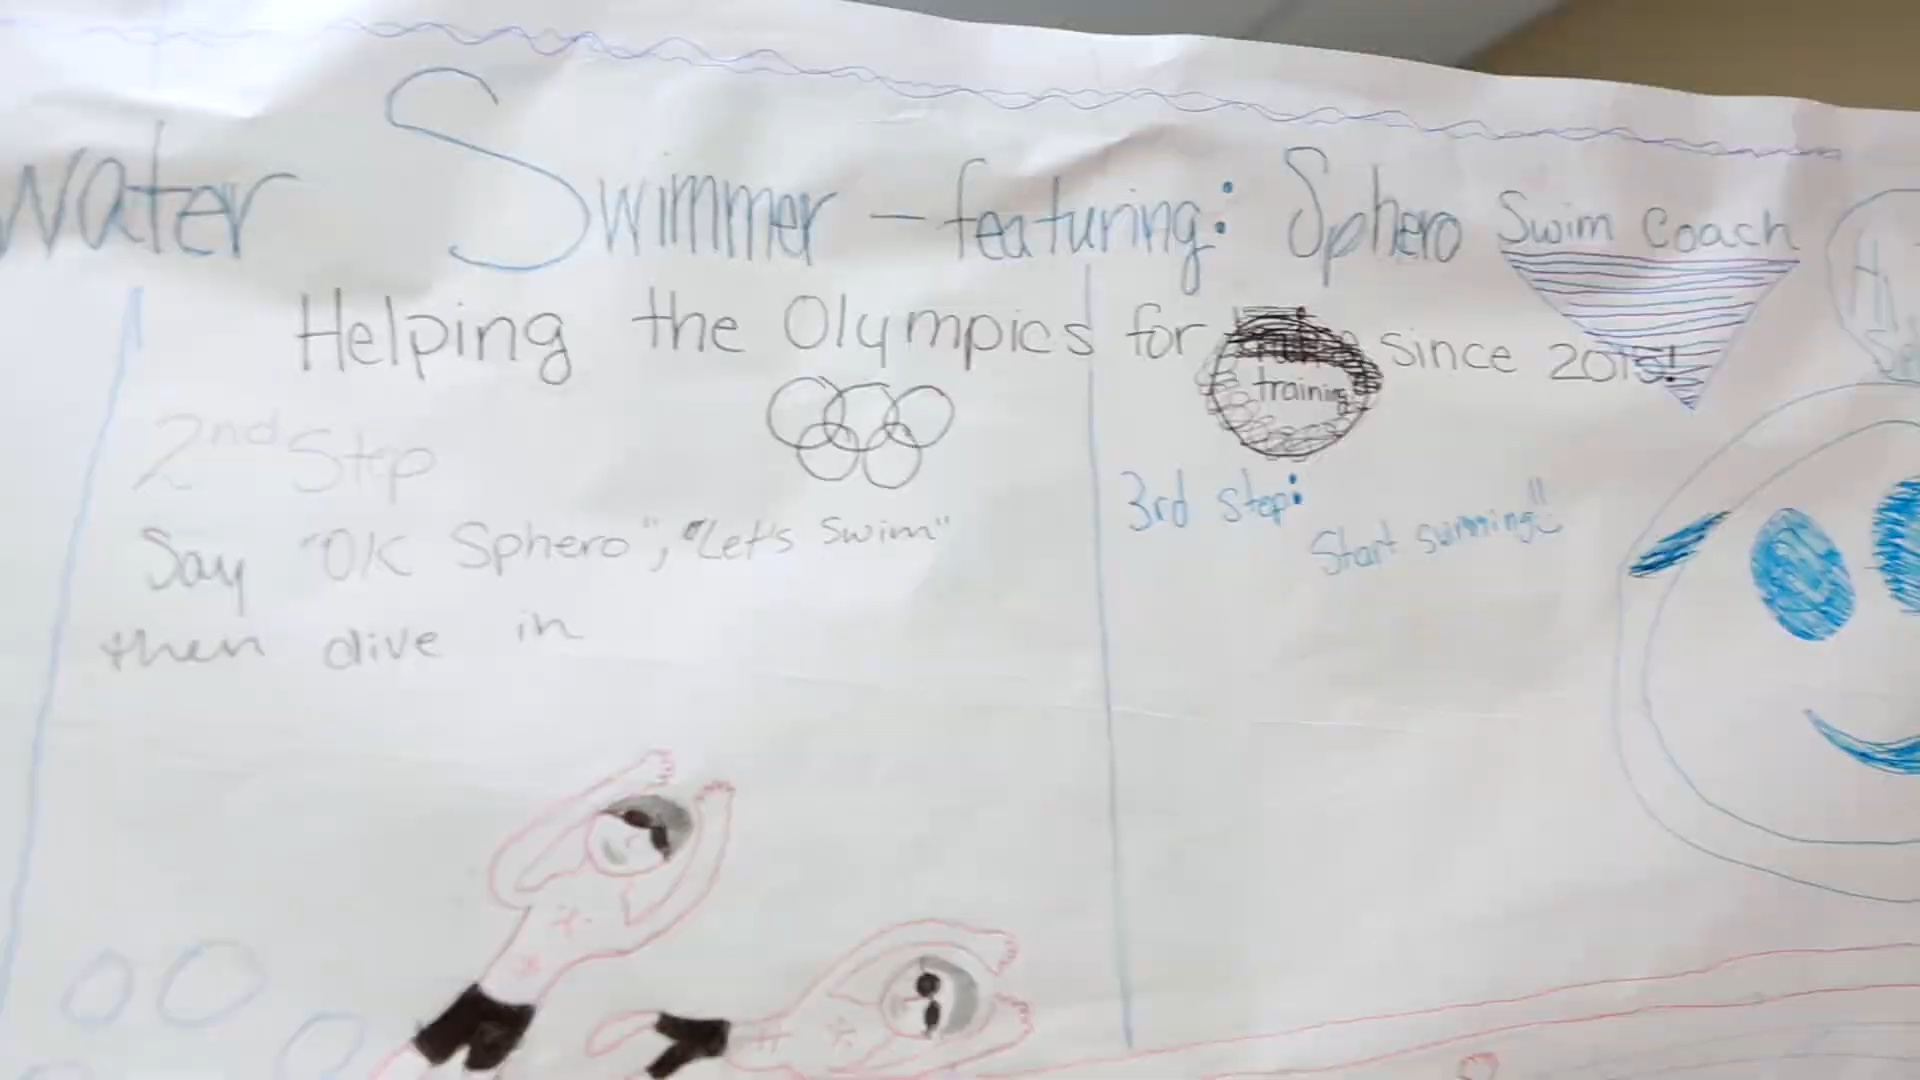 water Swimmer - featuring: Sphero Swim Coach
Helping the Olympics for training since 2015!
2nd Step
Say "OK Sphero", "Let's Swim"
then dive in
3rd step:
Start swimming!!